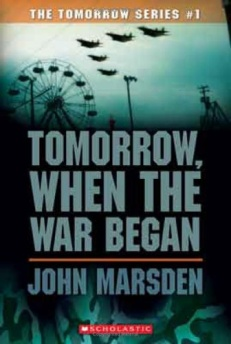 THE TOMORROW SERIES #1
TOMORROW,
WHEN THE
WAR BEGAN
JOHN MARSDEN
SCHOLASTIC